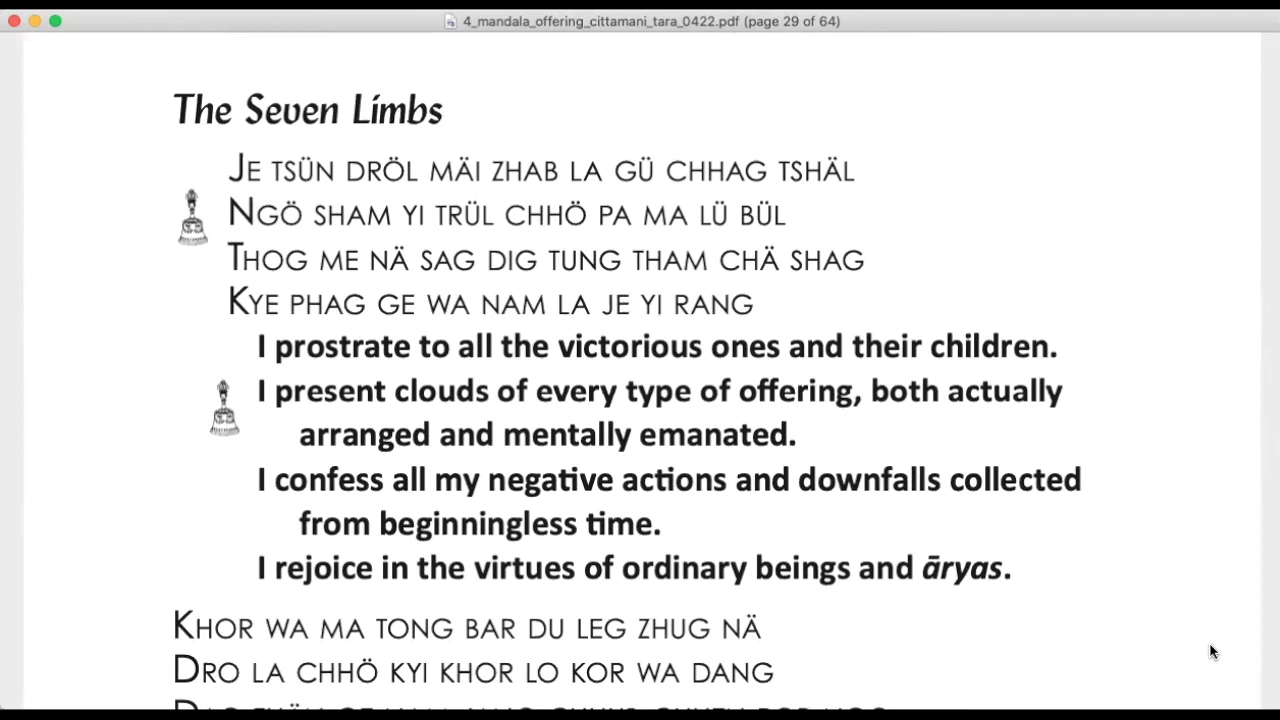 4_mandala_offering_cittamani_tara_0422.pdf (page 29 of 64)
The Seven Limbs
JE TSÜN DRÖL MÄI ZHAB LA GÜ CHHAG TSHÄL
NGÖ SHAM YI TRÜL CHHÖ PA MA LÜ BÜL
THOG ME NÄ SAG DIG TUNG THAM CHÄ SHAG
KYE PHAG GE WA NAM LA JE YI RANG
I prostrate to all the victorious ones and their children.
I present clouds of every type of offering, both actually
arranged and mentally emanated.
I confess all my negative actions and downfalls collected
from beginningless time.
I rejoice in the virtues of ordinary beings and āryas.
KHOR WA MA TONG BAR DU LEG ZHUG NÄ
DRO LA CHHÖ KYI KHOR LO KOR WA DANG